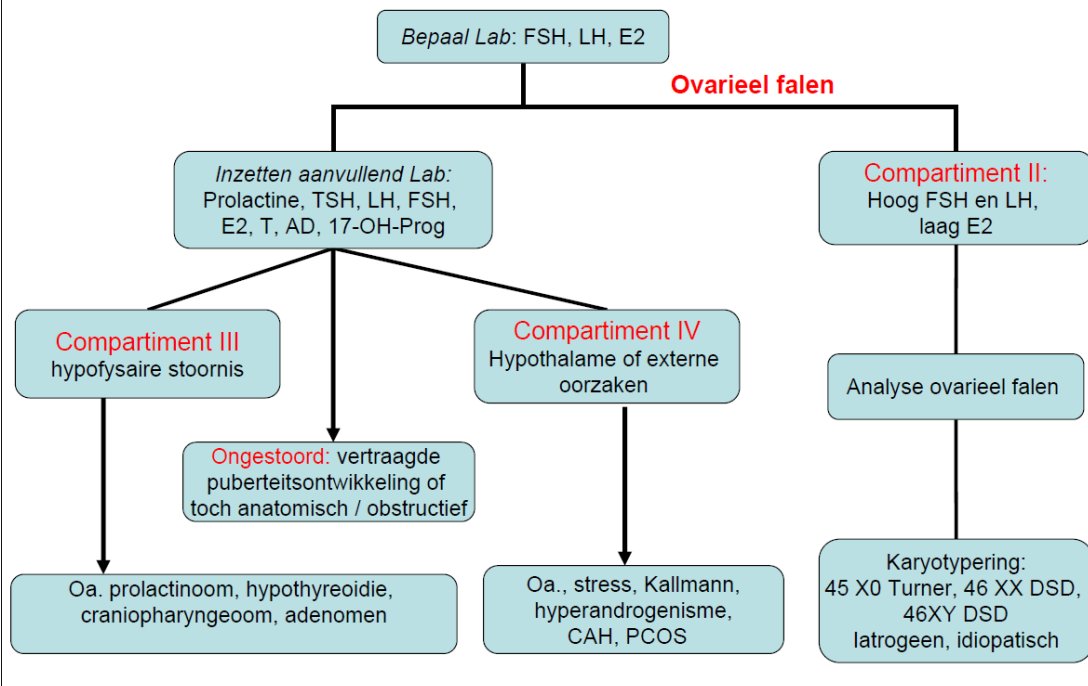 Bepaal Lab: FSH, LH, E2
Ovarieel falen
Inzetten aanvullend Lab:
Prolactine, TSH, LH, FSH,
E2, T, AD, 17-OH-Prog
Compartiment II:
Hoog FSH en LH,
laag E2
Compartiment III
hypofysaire stoornis
Compartiment IV
Hypothalame of externe
oorzaken
Analyse ovarieel falen
Ongestoord: vertraagde
puberteitsontwikkeling of
toch anatomisch / obstructief
Oa. prolactinoom, hypothyreoidie,
craniopharyngeoom, adenomen
Oa., stress, Kallmann,
hyperandrogenisme,
CAH, PCOS
Karyotypering:
45 X0 Turner, 46 XX DSD,
46XY DSD
Iatrogeen, idiopatisch